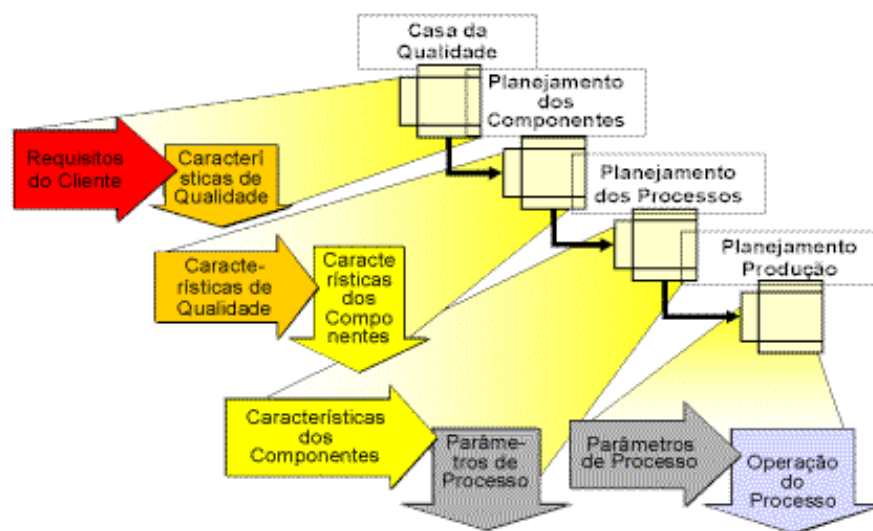 Casa da
Qualidade
Planejamento
dos
Componentes
Planejamento
dos Processos
Planejamento
Produção
Requisitos
do Cliente
Caracterí
sticas de
Qualidade
Caracte-
rísticas de
Qualidade
Caracte
rísticas
dos
Compo
nentes
Características
dos
Componentes
Parâme-
tros de
Processo
Parâmetros
de Processo
Operação
do
Processo